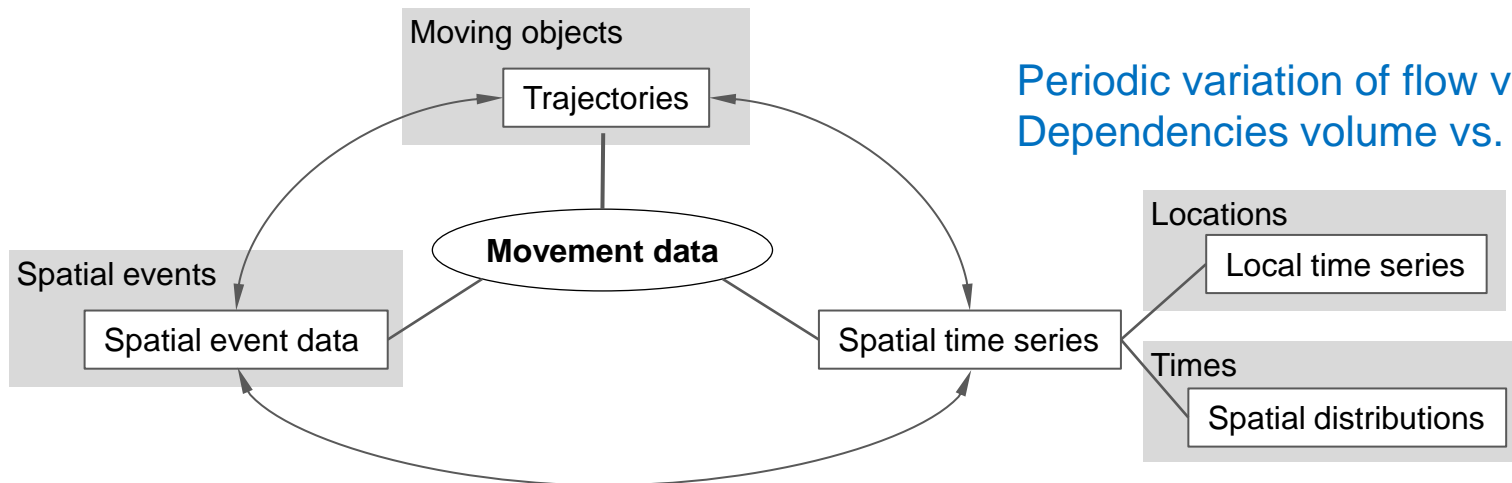 Moving objects
Trajectories
Periodic variation of flow
Dependencies volume vs.
Locations
Local time series
Movement data
Spatial events
Spatial event data
Spatial time series
Times
Spatial distributions